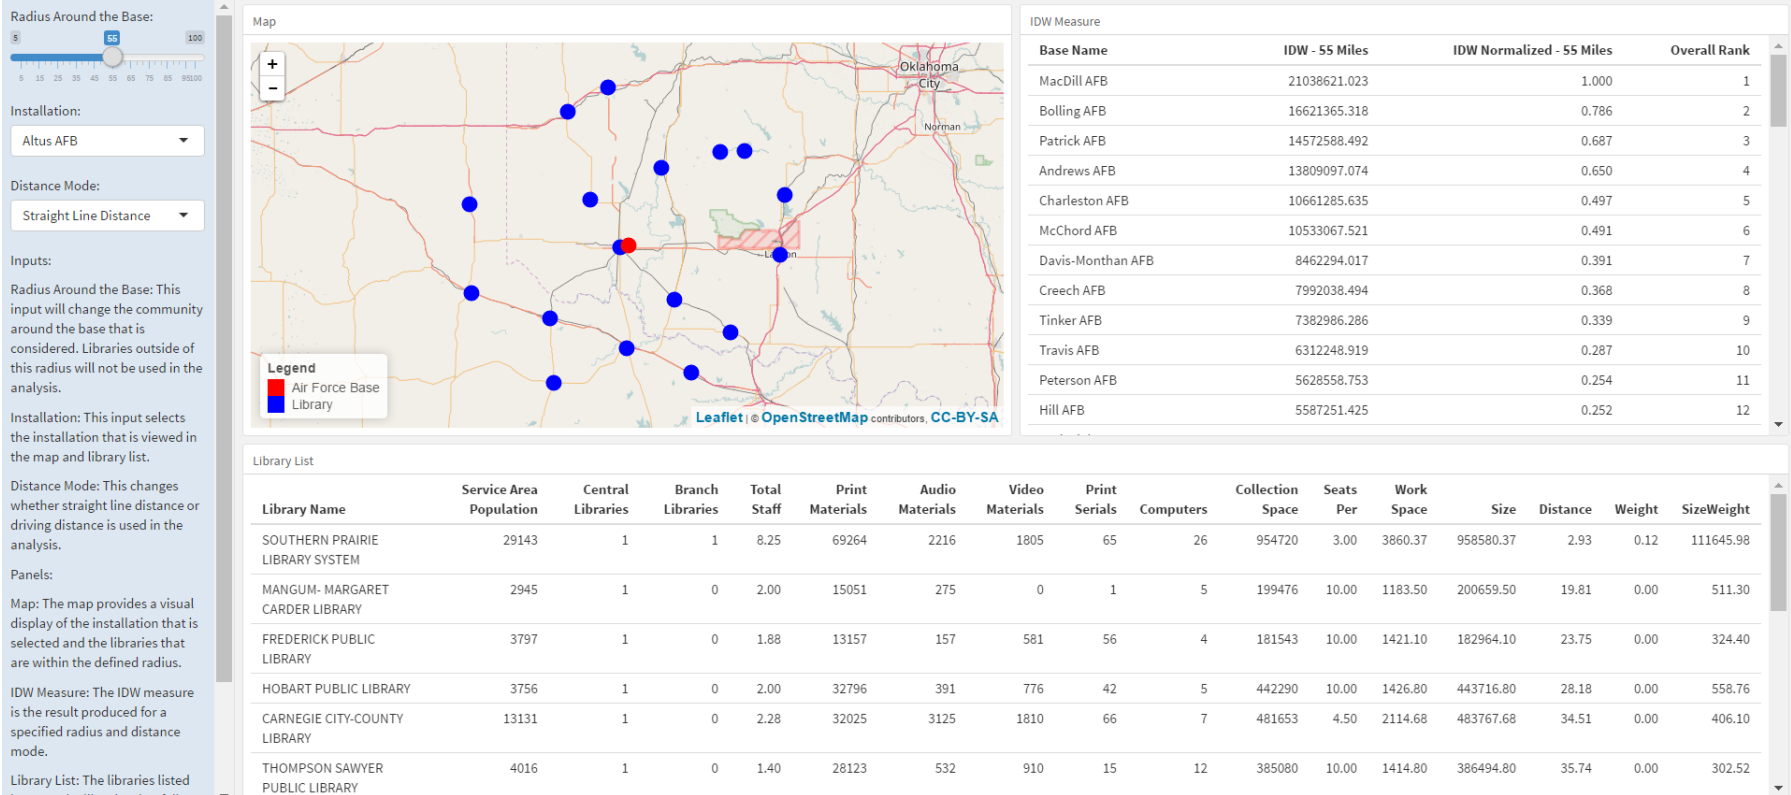 Radius Around the Base:
5 55 100
5 15 25 35 45 55 65 75 85 95100
Installation:
Altus AFB
Distance Mode:
Straight Line Distance
Inputs:
Radius Around the Base: This
input will change the community
around the base that is
considered. Libraries outside of
this radius will not be used in the
analysis.
Installation: This input selects
the installation that is viewed in
the map and library list.
Distance Mode: This changes
whether straight line distance or
driving distance is used in the
analysis.
Panels:
Map: The map provides a visual
display of the installation that is
selected and the libraries that
are within the defined radius.
IDW Measure: The IDW measure
is the result produced for a
specified radius and distance
mode.
Library List: The libraries listed
Map
+
−
Oklahoma
City
Norman
Legend
Air Force Base
Library
Leaflet | © OpenStreetMap contributors, CC-BY-SA
IDW Measure
Base Name IDW - 55 Miles IDW Normalized - 55 Miles Overall Rank
MacDill AFB 21038621.023 1.000 1
Bolling AFB 16621365.318 0.786 2
Patrick AFB 14572588.492 0.687 3
Andrews AFB 13809097.074 0.650 4
Charleston AFB 10661285.635 0.497 5
McChord AFB 10533067.521 0.491 6
Davis-Monthan AFB 8462294.017 0.391 7
Creech AFB 7992038.494 0.368 8
Tinker AFB 7382986.286 0.339 9
Travis AFB 6312248.919 0.287 10
Peterson AFB 5628558.753 0.254 11
Hill AFB 5587251.425 0.252 12
Library List
Service Area Central Branch Total Print Audio Video Print Collection Seats Work
Library Name Population Libraries Libraries Staff Materials Materials Materials Serials Computers Space Per Space Size Distance Weight SizeWeight
SOUTHERN PRAIRIE 29143 1 1 8.25 69264 2216 1805 65 26 954720 3.00 3860.37 958580.37 2.93 0.12 111645.98
LIBRARY SYSTEM
MANGUM- MARGARET 2945 1 0 2.00 15051 275 0 1 5 199476 10.00 1183.50 200659.50 19.81 0.00 511.30
CARDER LIBRARY
FREDERICK PUBLIC 3797 1 0 1.88 13157 157 581 56 4 181543 10.00 1421.10 182964.10 23.75 0.00 324.40
LIBRARY
HOBART PUBLIC LIBRARY 3756 1 0 2.00 32796 391 776 42 5 442290 10.00 1426.80 443716.80 28.18 0.00 558.76
CARNEGIE CITY-COUNTY 13131 1 0 2.28 32025 3125 1810 66 7 481653 4.50 2114.68 483767.68 34.51 0.00 406.10
LIBRARY
THOMPSON SAWYER 4016 1 0 1.40 28123 532 910 15 12 385080 10.00 1414.80 386494.80 35.74 0.00 302.52
PUBLIC LIBRARY